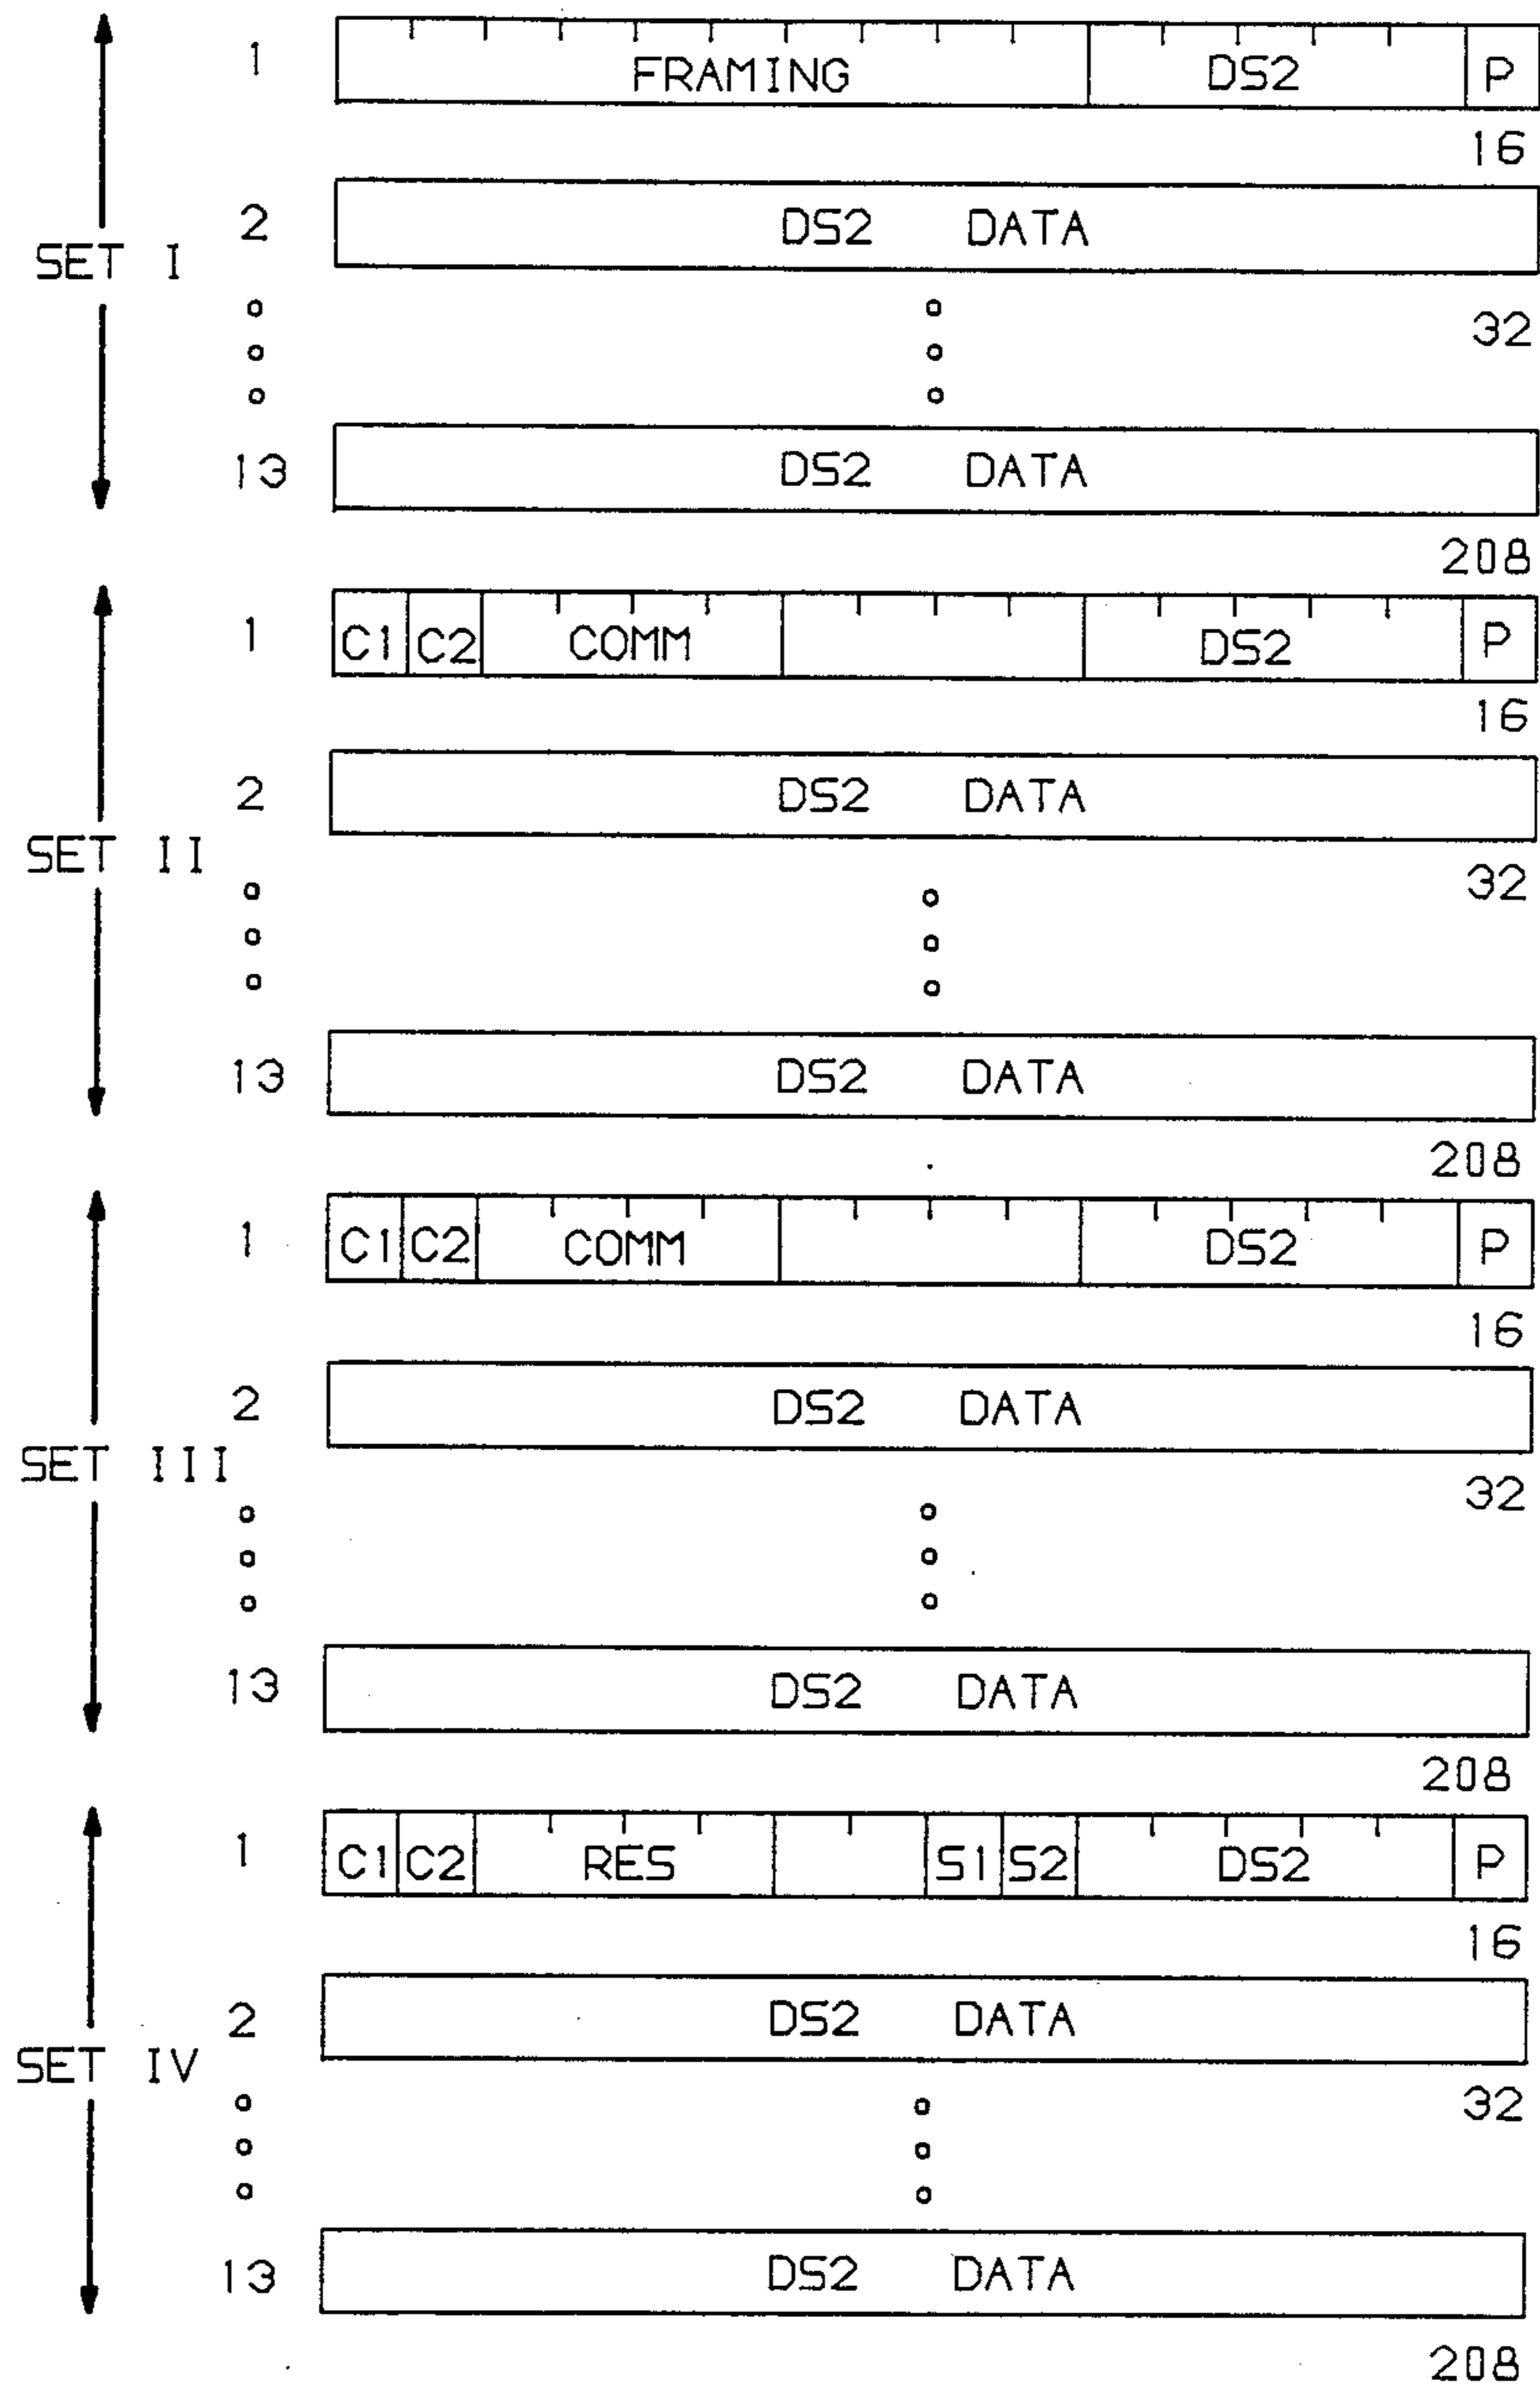 1 FRAMING DS2 P
16
2 DS2 DATA
SET I
32
13 DS2 DATA
208
1 C1 C2 COMM DS2 P
16
2 DS2 DATA
SET II
32
13 DS2 DATA
208
1 C1 C2 COMM DS2 P
16
2 DS2 DATA
SET III
32
13 DS2 DATA
208
1 C1 C2 RES S1 S2 DS2 P
16
2 DS2 DATA
SET IV
32
13 DS2 DATA
208